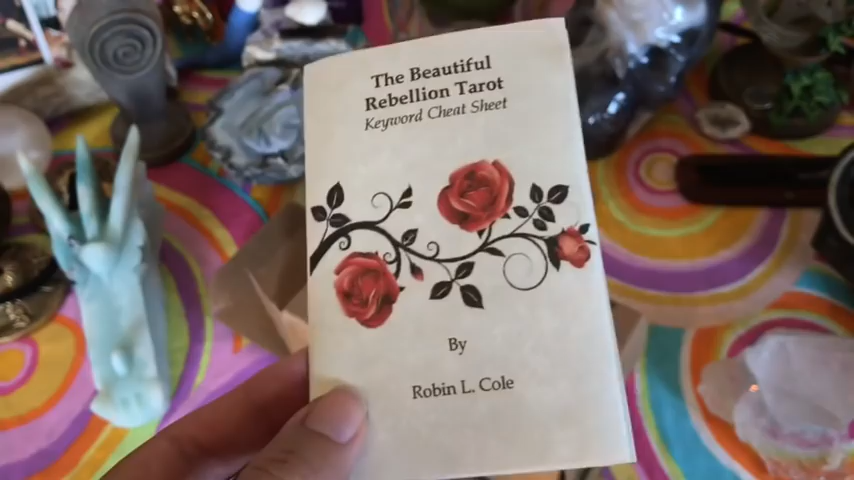 The Beautiful
Rebellion Tarot
Keyword Cheat Sheet
By
Robin L. Cole